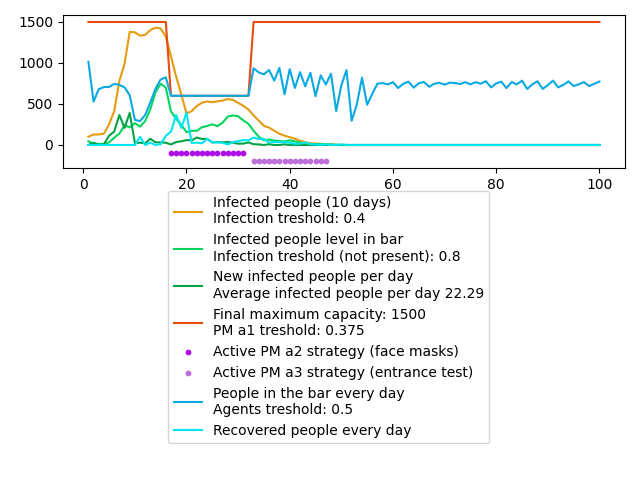 1500
1000
500
0
0 20 40 60 80 100
Infected people (10 days)
Infection treshold: 0.4
Infected people level in bar
Infection treshold (not present): 0.8
New infected people per day
Average infected people per day 22.29
Final maximum capacity: 1500
PM a1 treshold: 0.375
Active PM a2 strategy (face masks)
Active PM a3 strategy (entrance test)
People in the bar every day
Agents treshold: 0.5
Recovered people every day